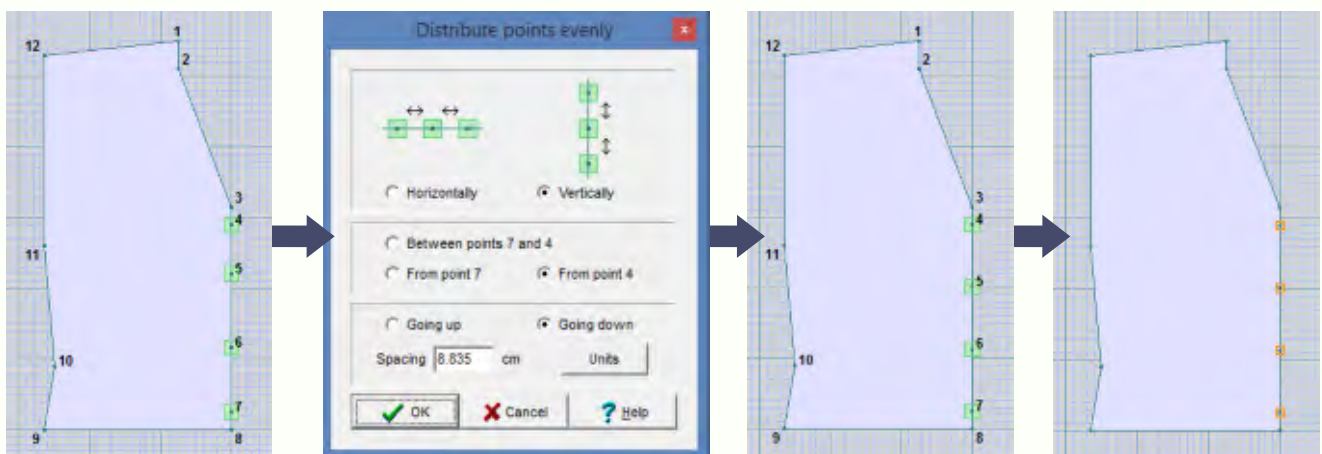 1
12
2
3
4
5
11
6
10
7
9
8
Distribute points evenly
x
Horizontally
Vertically
Between points 7 and 4
From point 7
From point 4
Going up
Going down
Spacing 8.835 cm
Units
OK
Cancel
? Help
1
12
2
3
4
11
5
6
10
7
9
8